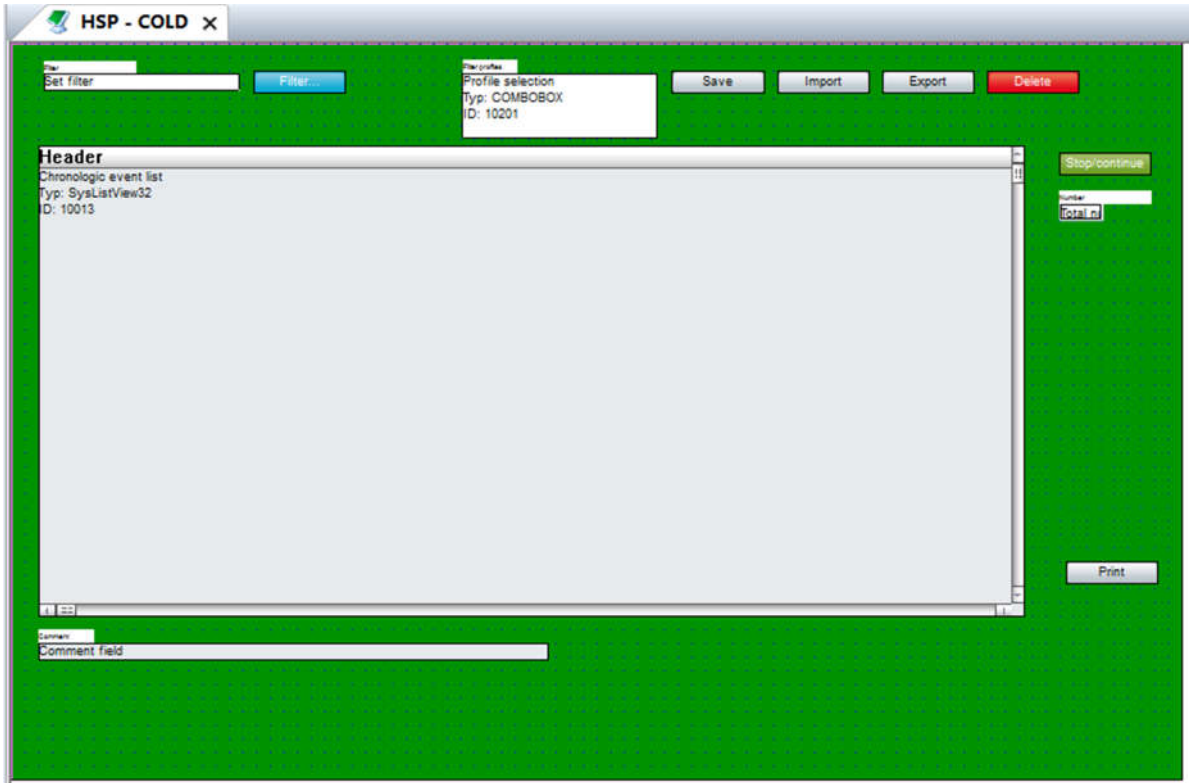 HSP - COLD
Filter
Set filter
Filter...
Filter profiles
Profile selection
Typ: COMBOBOX
ID: 10201
Save
Import
Export
Delete
Header
Chronologic event list
Typ: SysListView32
ID: 10013
Stop/continue
Number
Total n
Print
Comment
Comment field